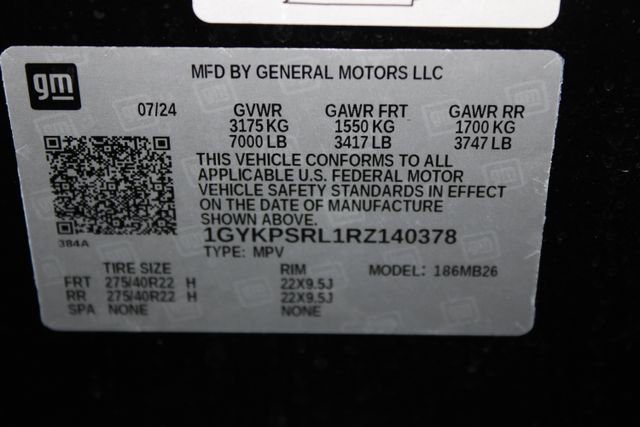 gm
MFD BY GENERAL MOTORS LLC
07/24 GVWR GAWR FRT GAWR RR
3175 KG 1550 KG 1700 KG
7000 LB 3417 LB 3747 LB
THIS VEHICLE CONFORMS TO ALL
APPLICABLE U.S. FEDERAL MOTOR
VEHICLE SAFETY STANDARDS IN EFFECT
ON THE DATE OF MANUFACTURE
SHOWN ABOVE.
384A
1GYKPSRL1RZ140378
TYPE: MPV
TIRE SIZE RIM MODEL: 186MB26
FRT 275/40R22 H 22X9.5J
RR 275/40R22 H 22X9.5J
SPA NONE NONE